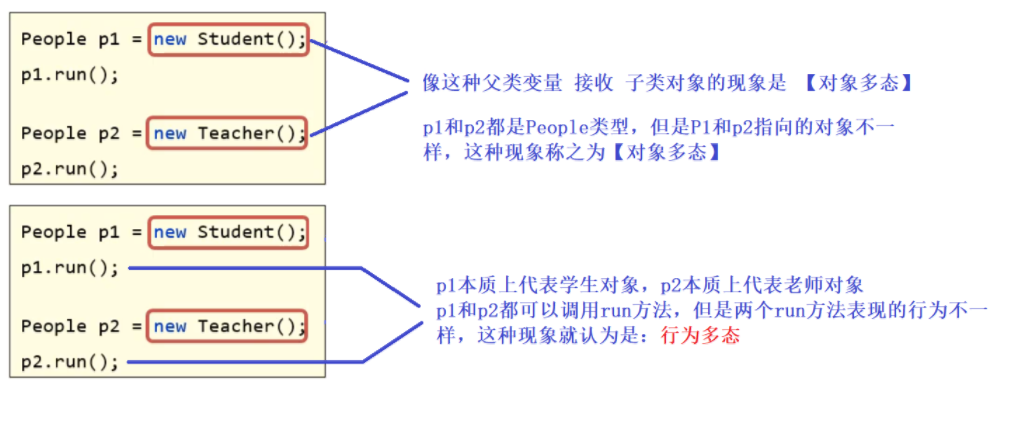 People p1 = new Student();
p1.run();
People p2 = new Teacher();
p2.run();
像这种父类变量 接收 子类对象的现象是 【对象多态】
p1和p2都是People类型，但是P1和p2指向的对象不一
样，这种现象称之为【对象多态】
People p1 = new Student();
p1.run();
People p2 = new Teacher();
p2.run();
p1本质上代表学生对象，p2本质上代表老师对象
p1和p2都可以调用run方法，但是两个run方法表现的行为不一
样，这种现象就认为是：行为多态